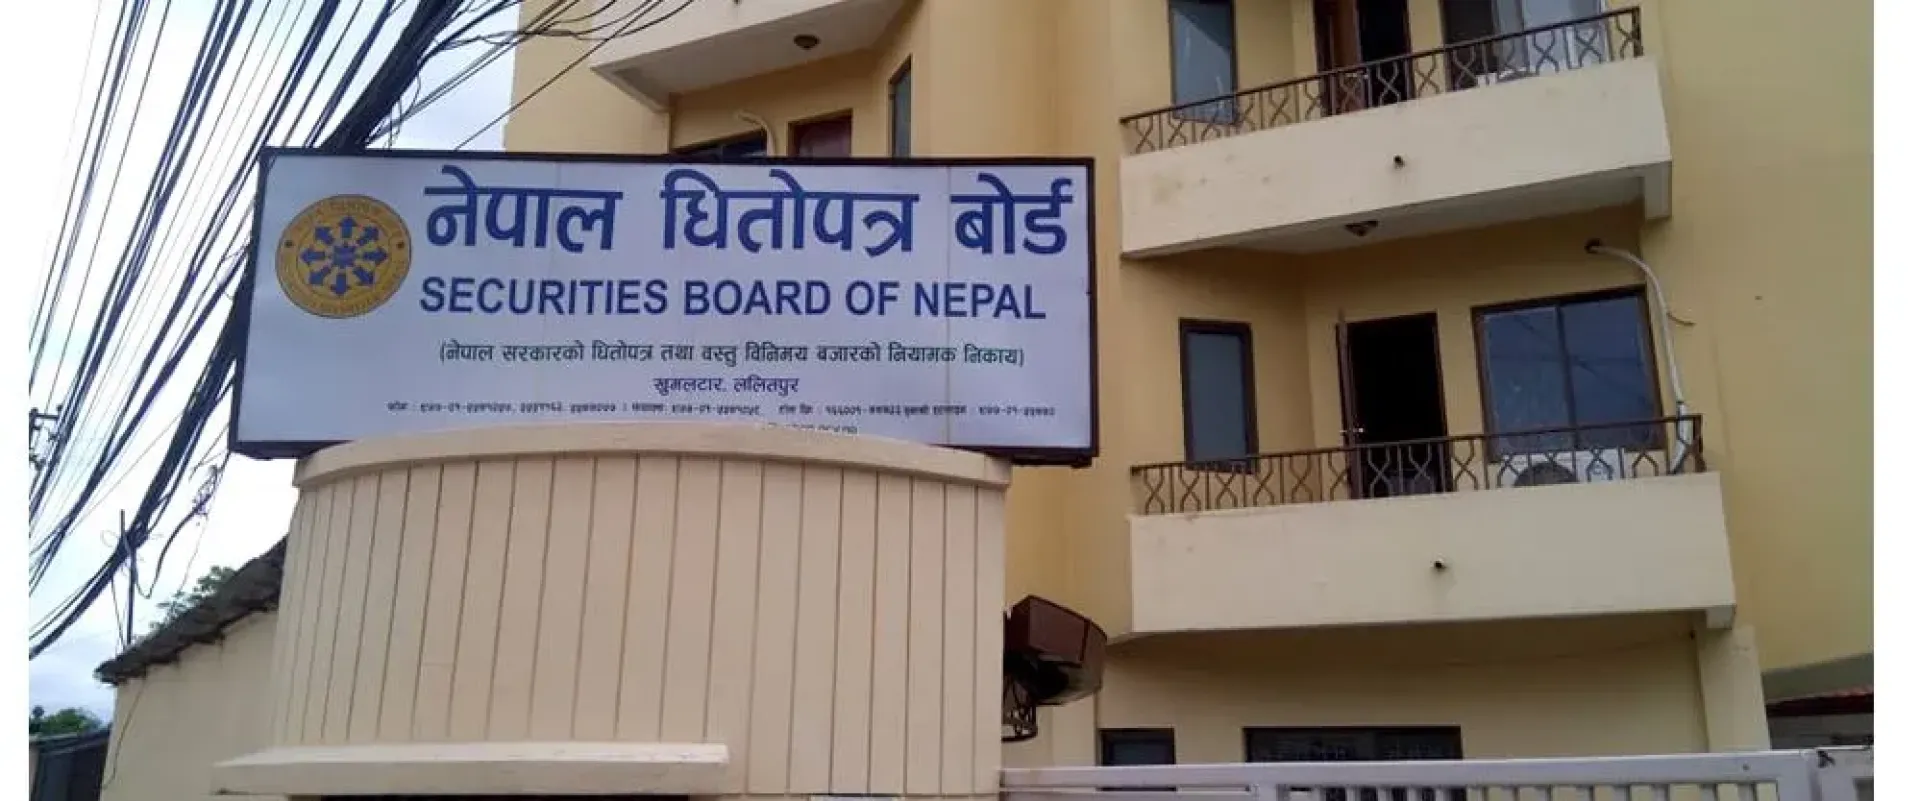 नेपाल धितोपत्र बोर्ड
SECURITIES BOARD OF NEPAL
(नेपाल सरकारको धितोपत्र तथा वस्तु विनिमय बजारको नियामक निकाय)
खुमलटार, ललितपुर
फोन :